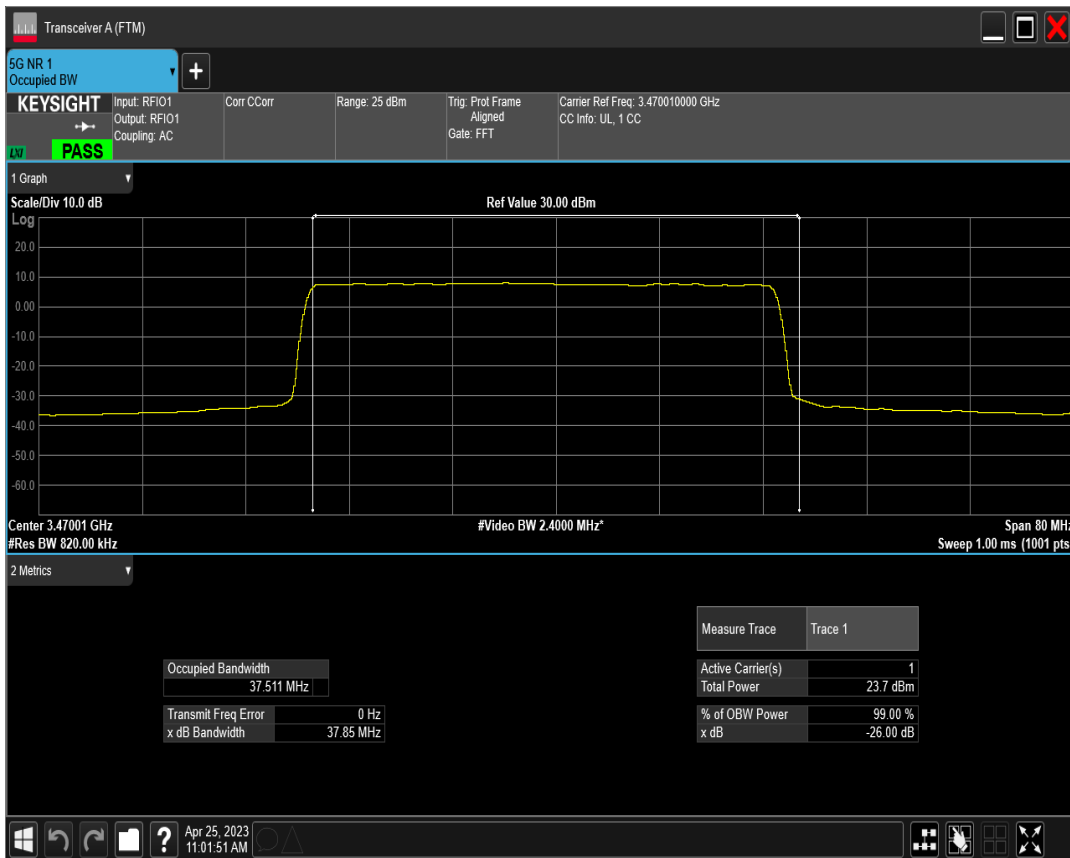 Transceiver A (FTM)
5G NR 1
Occupied BW
+
KEYSIGHT
LXI
PASS
Input: RFIO1
Output: RFIO1
Coupling: AC
Corr CCorr
Range: 25 dBm
Trig: Prot Frame
Aligned
Gate: FFT
Carrier Ref Freq: 3.470010000 GHz
CC Info: UL, 1 CC
1 Graph
Scale/Div 10.0 dB
Ref Value 30.00 dBm
Log
20.0
10.0
0.00
-10.0
-20.0
-30.0
-40.0
-50.0
-60.0
Center 3.47001 GHz
#Video BW 2.4000 MHz*
Span 80 MHz
#Res BW 820.00 kHz
Sweep 1.00 ms (1001 pts
2 Metrics
Measure Trace Trace 1
Occupied Bandwidth
37.511 MHz
Active Carrier(s) 1
Total Power 23.7 dBm
Transmit Freq Error 0 Hz
x dB Bandwidth 37.85 MHz
% of OBW Power 99.00 %
x dB -26.00 dB
?
Apr 25, 2023
11:01:51 AM